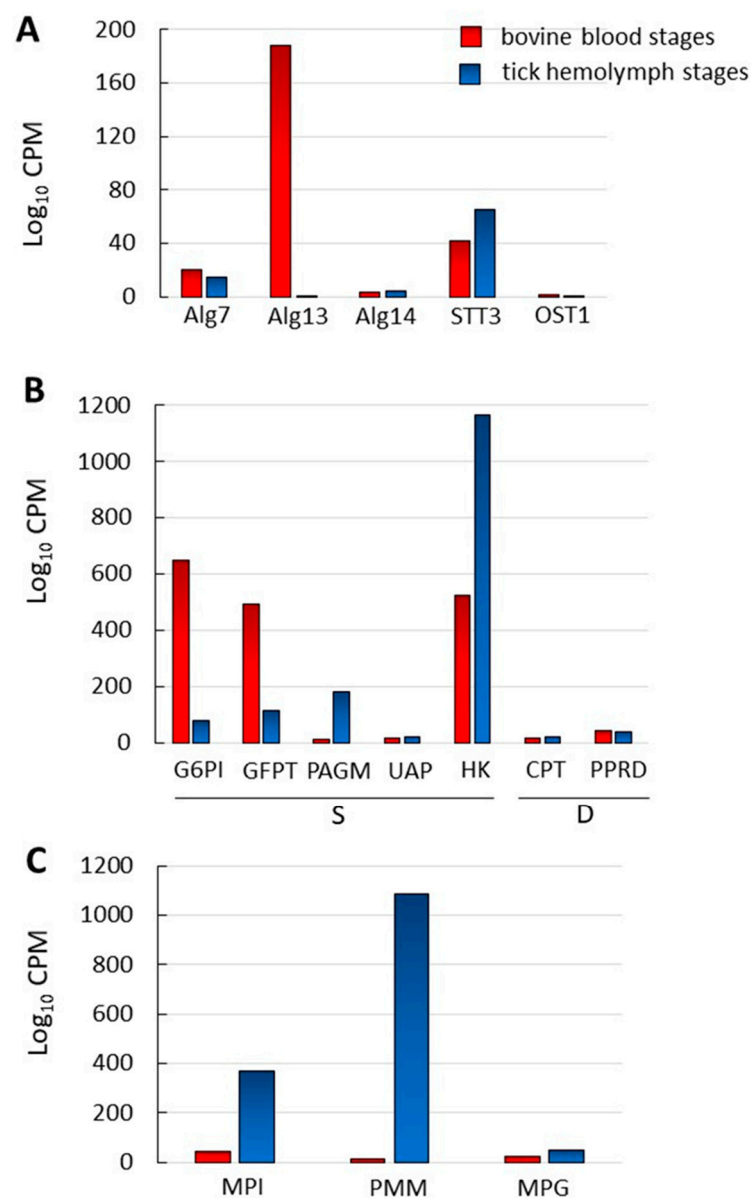 A
200
160
120
80
40
0
Log10 CPM
bovine blood stages
tick hemolymph stages
Alg7 Alg13 Alg14 STT3 OST1
B
1200
1000
800
600
400
200
0
Log10 CPM
G6PI GFPT PAGM UAP HK CPT PPRD
S D
C
1200
1000
800
600
400
200
0
Log10 CPM
MPI PMM MPG